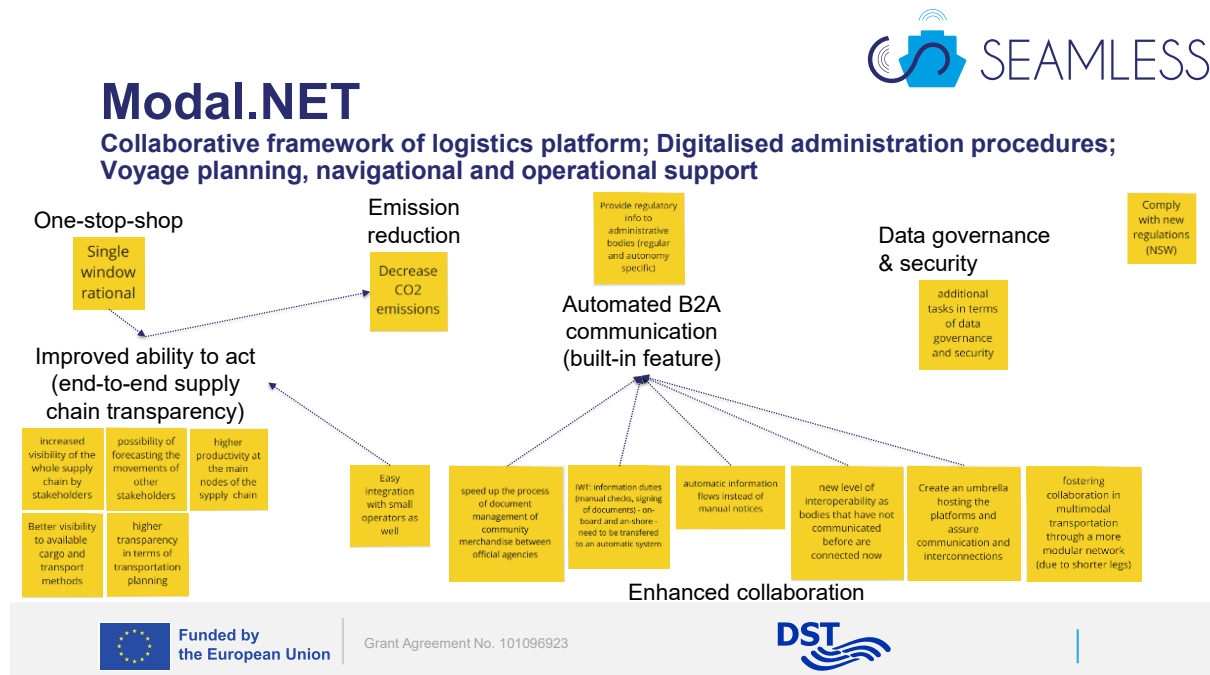 SEAMLESS
Modal.NET
Collaborative framework of logistics platform; Digitalised administration procedures;
Voyage planning, navigational and operational support
One-stop-shop
Single
window
rational
Emission
reduction
Decrease
CO2
emissions
Provide regulatory
info to
administrative
bodies (regular
and autonomy
specific)
Automated B2A
communication
(built-in feature)
Data governance
& security
additional
tasks in terms
of data
governance
and security
Comply
with new
regulations
(NSW)
Improved ability to act
(end-to-end supply
chain transparency)
increased
visibility of the
whole supply
chain by
stakeholders
possibility of
forecasting the
movements of
other
stakeholders
higher
productivity at
the main
nodes of the
supply chain
Better visibility
to available
cargo and
transport
methods
higher
transparency
in terms of
transportation
planning
Easy
integration
with small
operators as
well
speed up the process
of document
management of
community
merchandise between
official agencies
IWT: information duties
(manual checks, signing
of documents) - on-
board and an-shore -
need to be transfered
to an automatic system
automatic information
flows instead of
manual notices
new level of
interoperability as
bodies that have not
communicated
before are
connected now
Create an umbrella
hosting the
platforms and
assure
communication and
interconnections
fostering
collaboration in
multimodal
transportation
through a more
modular network
(due to shorter legs)
Enhanced collaboration
Funded by
the European Union
Grant Agreement No. 101096923
DST